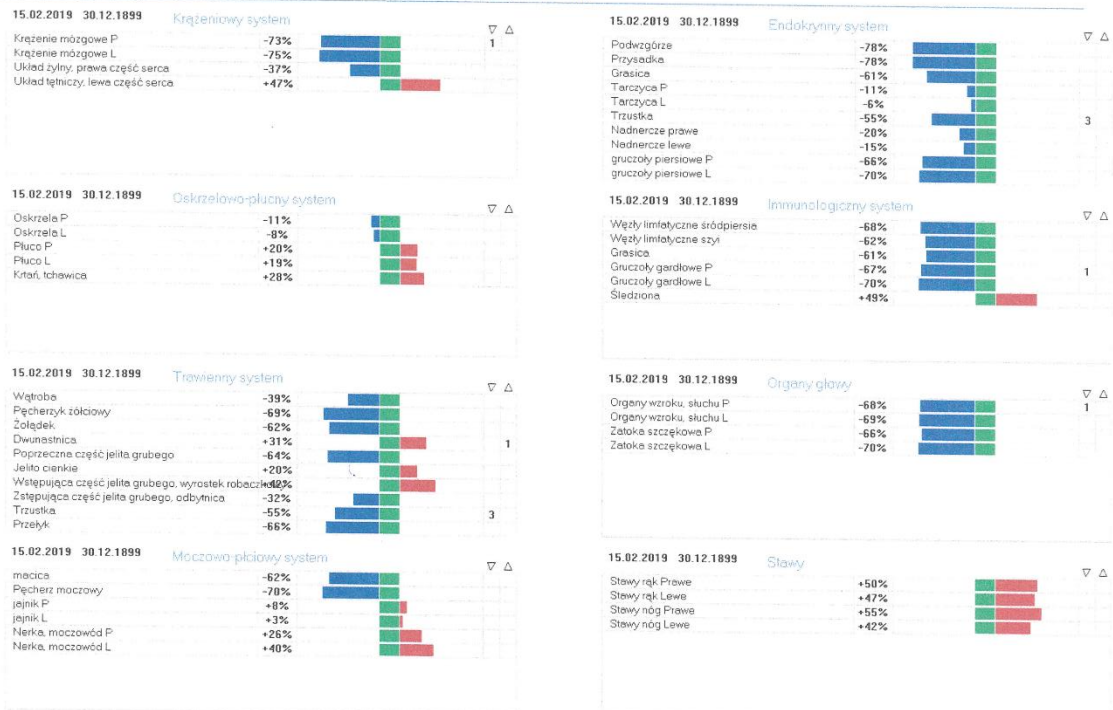 15.02.2019 30.12.1899 Krążeniowy system
▽ △
Krążenie mózgowe P -73% 1
Krążenie mózgowe L -75%
Układ żylny, prawa część serca -37%
Układ tętniczy, lewa część serca +47%
15.02.2019 30.12.1899 Oskrzelowo-płucny system
▽ △
Oskrzela P -11%
Oskrzela L -8%
Płuco P +20%
Płuco L +19%
Krtań, tchawica +28%
15.02.2019 30.12.1899 Trawienny system
▽ △
Wątroba -39%
Pęcherzyk żółciowy -69%
Żołądek -62%
Dwunastnica +31% 1
Poprzeczna część jelita grubego -64%
Jelito cienkie +20%
Wstępująca część jelita grubego, wyrostek robaczkowy +42%
Zstępująca część jelita grubego, odbytnica -32%
Trzustka -55% 3
Przełyk -66%
15.02.2019 30.12.1899 Moczowo-płciowy system
▽ △
macica -62%
Pęcherz moczowy -70%
jajnik P +8%
jajnik L +3%
Nerka, moczowód P +26%
Nerka, moczowód L +40%
15.02.2019 30.12.1899 Endokrynny system
▽ △
Podwzgórze -78%
Przysadka -78%
Grasica -61%
Tarczyca P -11%
Tarczyca L -6%
Trzustka -55% 3
Nadnercze prawe -20%
Nadnercze lewe -15%
gruczoły piersiowe P -66%
gruczoły piersiowe L -70%
15.02.2019 30.12.1899 Immunologiczny system
▽ △
Węzły limfatyczne śródpiersia -68%
Węzły limfatyczne szyi -62%
Grasica -61%
Gruczoły gardłowe P -67% 1
Gruczoły gardłowe L -70%
Śledziona +49%
15.02.2019 30.12.1899 Organy głowy
▽ △
Organy wzroku, słuchu P -68% 1
Organy wzroku, słuchu L -69%
Zatoka szczękowa P -66%
Zatoka szczękowa L -70%
15.02.2019 30.12.1899 Stawy
▽ △
Stawy rąk Prawe +50%
Stawy rąk Lewe +47%
Stawy nóg Prawe +55%
Stawy nóg Lewe +42%